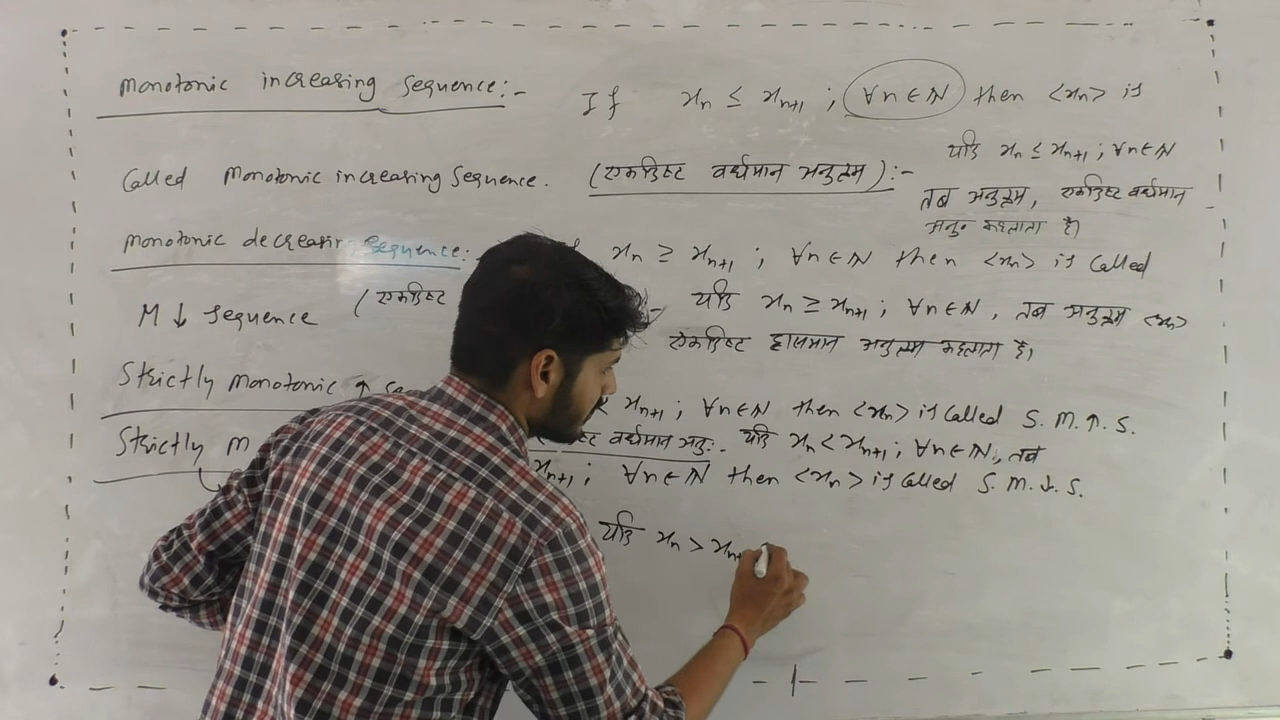 Monotonic increasing Sequence:- If xₙ ≤ xₙ₊₁ ; ∀n∈ℕ then <xₙ> is
Called Monotonic increasing Sequence. (एकदिष्ट वर्धमान अनुक्रम):- यदि xₙ ≤ xₙ₊₁ ; ∀n∈ℕ
तब अनुक्रम, एकदिष्ट वर्धमान
अनु॰ कहलाता है।
Monotonic decreasing Sequence: xₙ ≥ xₙ₊₁ ; ∀n∈ℕ then <xₙ> is Called
M↓ Sequence (एकदिष्ट यदि xₙ ≥ xₙ₊₁ ; ∀n∈ℕ, तब अनुक्रम <xₙ>
एकदिष्ट ह्रासमान अनुक्रम कहलाता है।
Strictly Monotonic ↑ < xₙ₊₁ ; ∀n∈ℕ then <xₙ> is Called S.M.↑.S.
वर्धमान अनु॰:- यदि xₙ < xₙ₊₁ ; ∀n∈ℕ, तब
Strictly M xₙ₊₁ ; ∀n∈ℕ then <xₙ> is Called S.M.↓.S.
यदि xₙ > xₙ₊